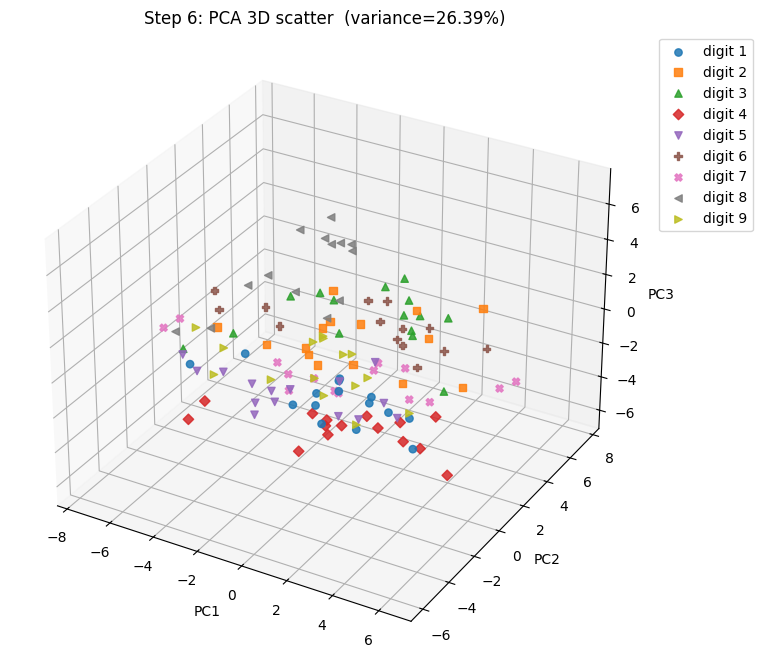 Step 6: PCA 3D scatter  (variance=26.39%)
digit 1
digit 2
digit 3
digit 4
digit 5
digit 6
digit 7
digit 8
digit 9
6
4
2
0
−2
−4
−6
PC3
8
6
4
2
0
−2
−4
−6
PC2
−8
−6
−4
−2
0
2
4
6
PC1